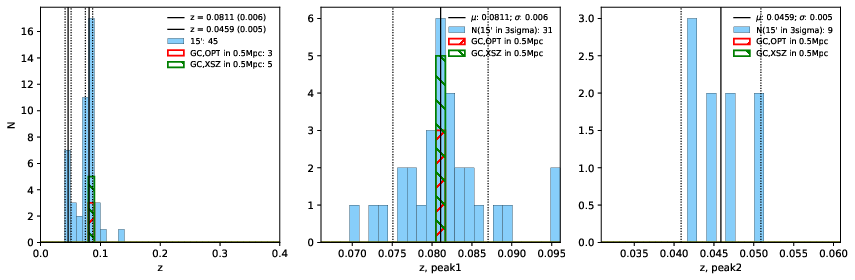 z = 0.0811 (0.006)
z = 0.0459 (0.005)
15': 45
GC,OPT in 0.5Mpc: 3
GC,XSZ in 0.5Mpc: 5
N
16
14
12
10
8
6
4
2
0
0.0 0.1 0.2 0.3 0.4
z
μ: 0.0811; σ: 0.006
N(15' in 3sigma): 31
GC,OPT in 0.5Mpc
GC,XSZ in 0.5Mpc
6
5
4
3
2
1
0
0.070 0.075 0.080 0.085 0.090 0.095
z, peak1
μ: 0.0459; σ: 0.005
N(15' in 3sigma): 9
GC,OPT in 0.5Mpc
GC,XSZ in 0.5Mpc
3.0
2.5
2.0
1.5
1.0
0.5
0.0
0.035 0.040 0.045 0.050 0.055 0.060
z, peak2